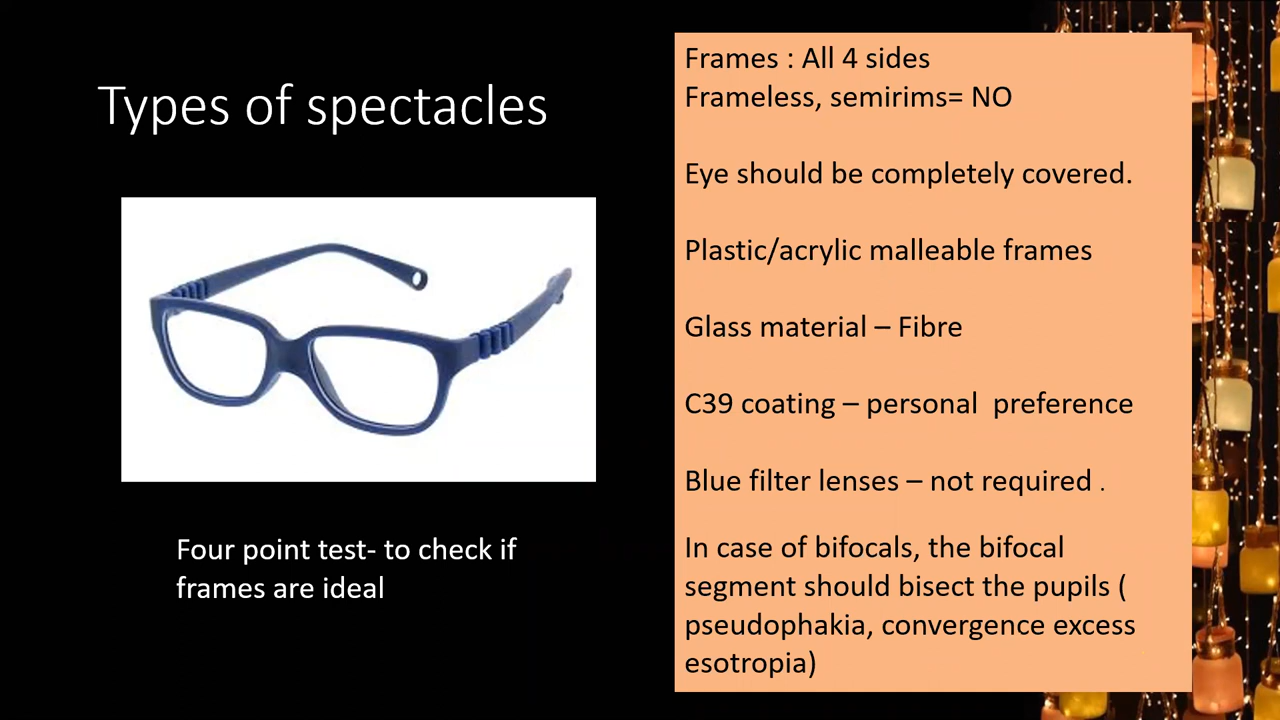 Types of spectacles
Four point test- to check if
frames are ideal
Frames : All 4 sides
Frameless, semirims= NO
Eye should be completely covered.
Plastic/acrylic malleable frames
Glass material – Fibre
C39 coating – personal  preference
Blue filter lenses – not required .
In case of bifocals, the bifocal
segment should bisect the pupils (
pseudophakia, convergence excess
esotropia)